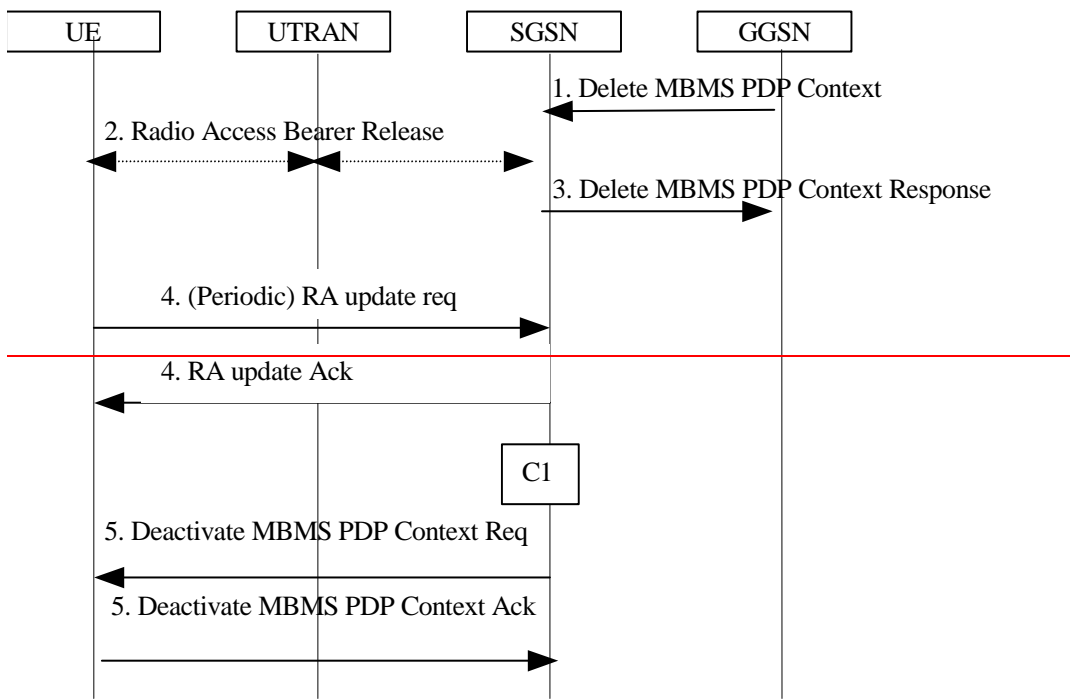 UE UTRAN SGSN GGSN
1. Delete MBMS PDP Context
2. Radio Access Bearer Release
3. Delete MBMS PDP Context Response
4. (Periodic) RA update req
4. RA update Ack
C1
5. Deactivate MBMS PDP Context Req
5. Deactivate MBMS PDP Context Ack